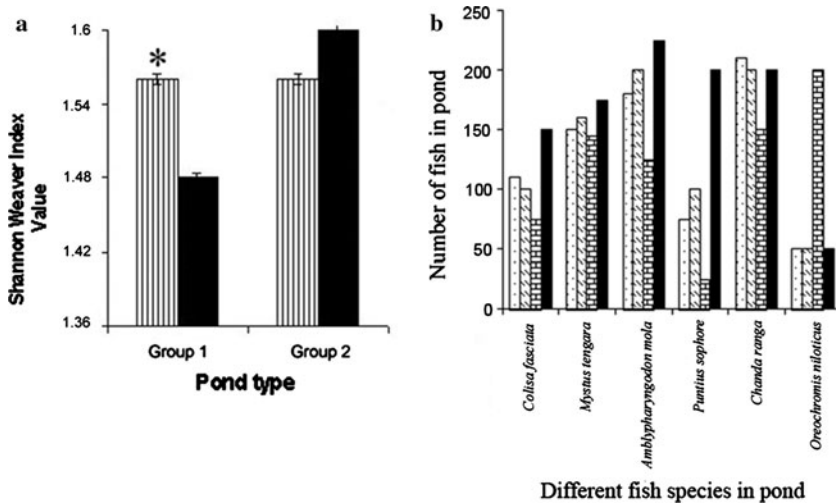 a
Shannon Weaver Index
Value
1.6
1.54
1.48
1.42
1.36
*
Group 1
Group 2
Pond type
b
Number of fish in pond
250
200
150
100
50
0
Colisa fasciata
Mystus tengara
Amblypharyngodon mola
Puntius sophore
Chanda ranga
Oreochromis niloticus
Different fish species in pond